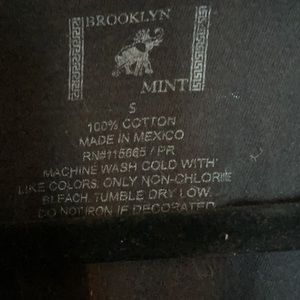 BROOKLYN
MINT
S
100% COTTON
MADE IN MEXICO
RN#115665 / PR
MACHINE WASH COLD WITH
LIKE COLORS. ONLY NON-CHLORINE
BLEACH. TUMBLE DRY LOW.
DO NOT IRON IF DECORATED